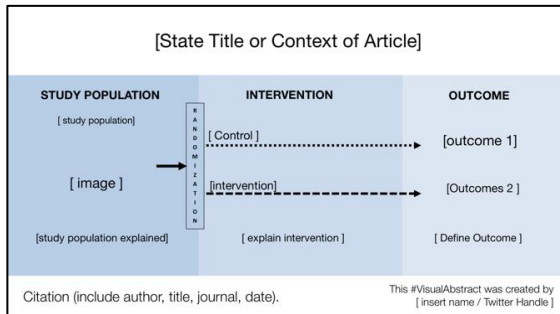 [State Title or Context of Article]
STUDY POPULATION
[ study population]
[ image ]
[study population explained]
RANDOMIZATION
INTERVENTION
[ Control ]
[intervention]
[ explain intervention ]
OUTCOME
[outcome 1]
[Outcomes 2 ]
[ Define Outcome ]
Citation (include author, title, journal, date).
This #VisualAbstract was created by
[ insert name / Twitter Handle ]